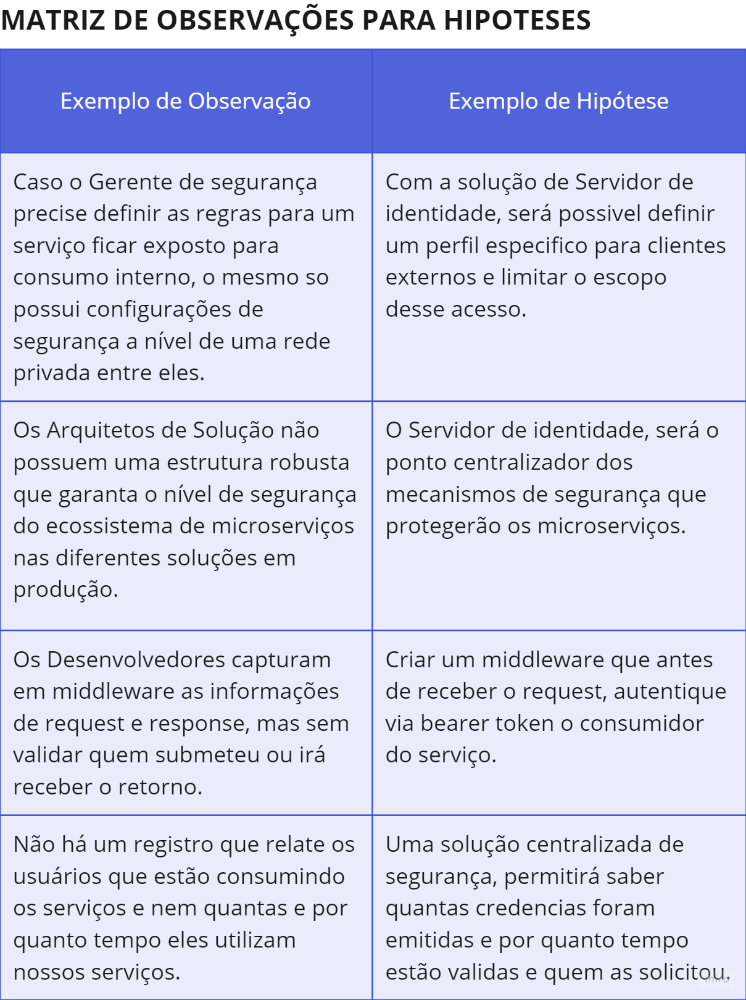 MATRIZ DE OBSERVAÇÕES PARA HIPOTESES
Exemplo de Observação
Exemplo de Hipótese
Caso o Gerente de segurança
precise definir as regras para um
serviço ficar exposto para
consumo interno, o mesmo so
possui configurações de
segurança a nível de uma rede
privada entre eles.
Com a solução de Servidor de
identidade, será possivel definir
um perfil especifico para clientes
externos e limitar o escopo
desse acesso.
Os Arquitetos de Solução não
possuem uma estrutura robusta
que garanta o nível de segurança
do ecossistema de microserviços
nas diferentes soluções em
produção.
O Servidor de identidade, será o
ponto centralizador dos
mecanismos de segurança que
protegerão os microserviços.
Os Desenvolvedores capturam
em middleware as informações
de request e response, mas sem
validar quem submeteu ou irá
receber o retorno.
Criar um middleware que antes
de receber o request, autentique
via bearer token o consumidor
do serviço.
Não há um registro que relate os
usuários que estão consumindo
os serviços e nem quantas e por
quanto tempo eles utilizam
nossos serviços.
Uma solução centralizada de
segurança, permitirá saber
quantas credencias foram
emitidas e por quanto tempo
estão validas e quem as solicitou.
miro